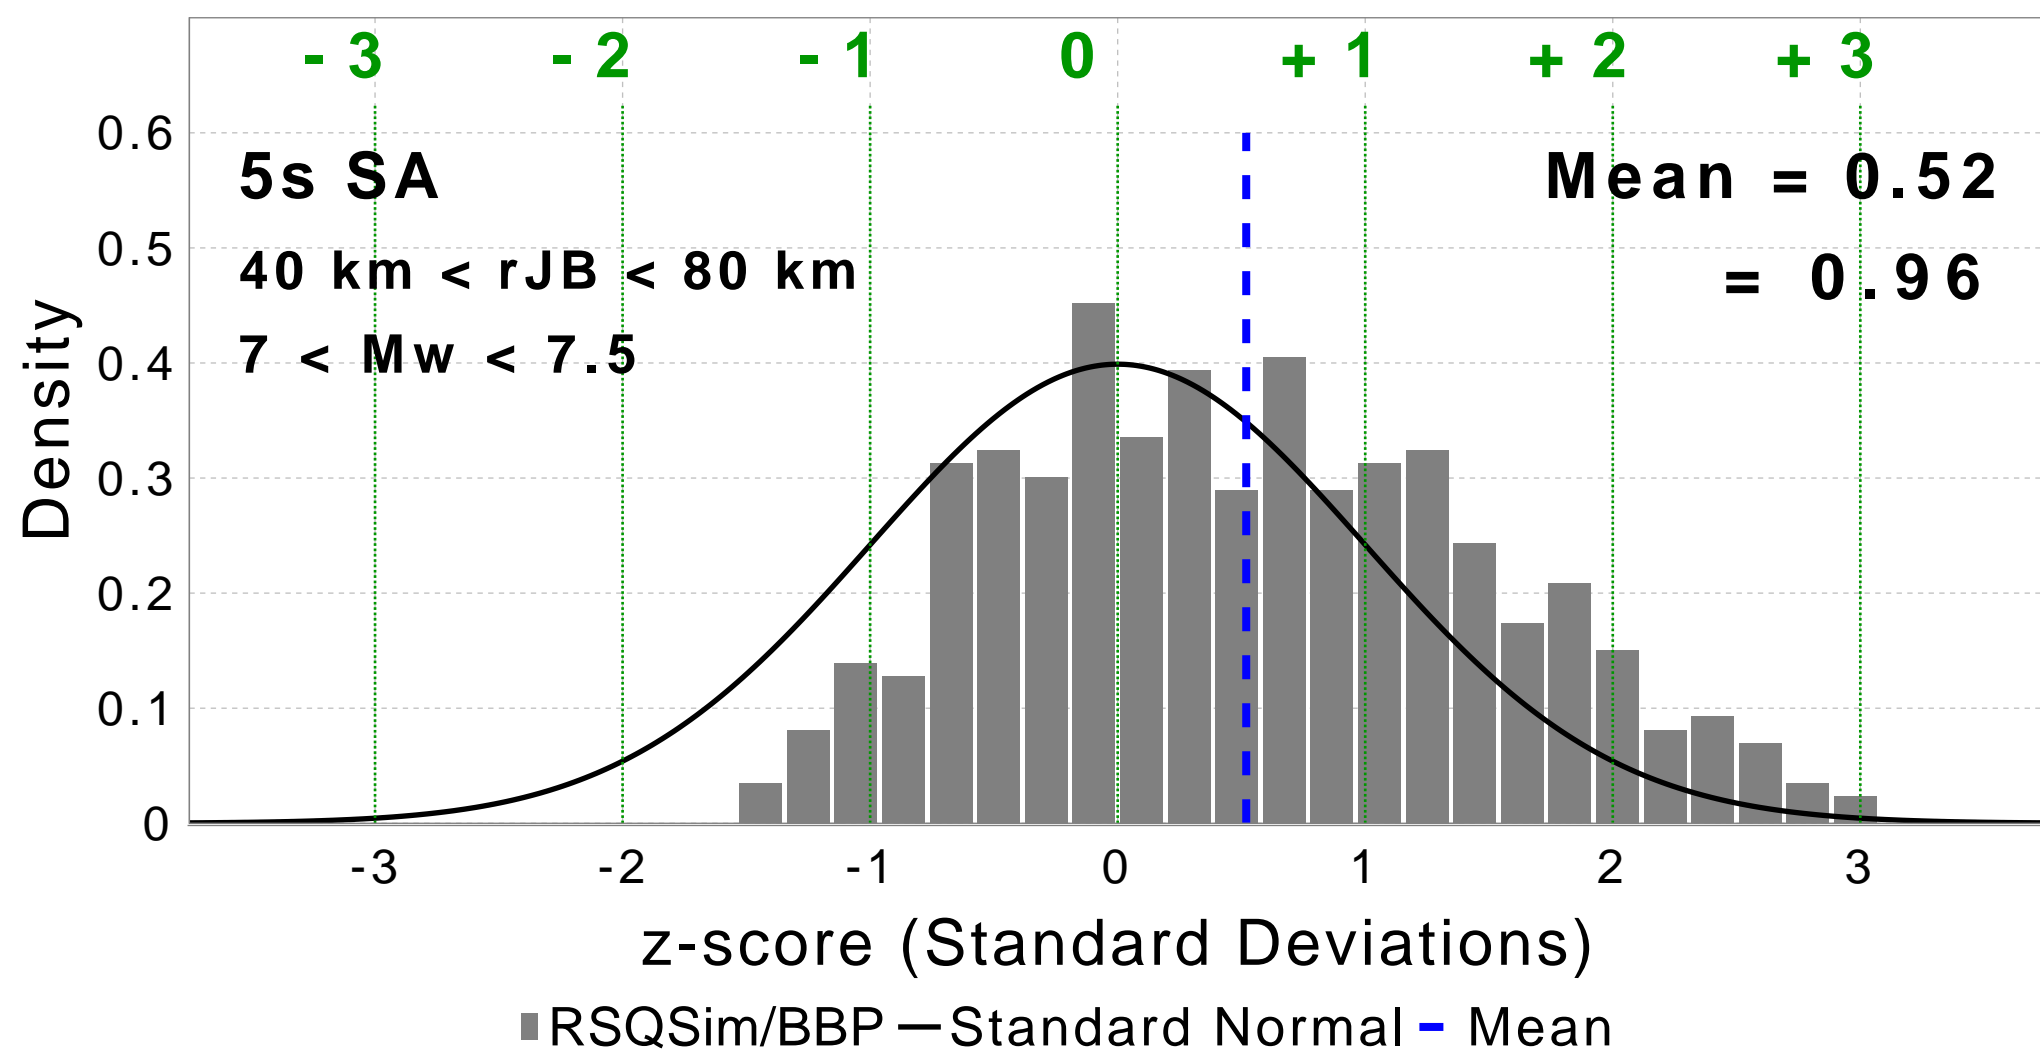 - 3 - 2 - 1 0 + 1 + 2 + 3
0.6
5s SA
Mean = 0.52
0.5
40 km < rJB < 80 km
= 0.96
0.4
7 < Mw < 7.5
0.3
0.2
0.1
0
Density
-3 -2 -1 0 1 2 3
z-score (Standard Deviations)
RSQSim/BBP Standard Normal Mean